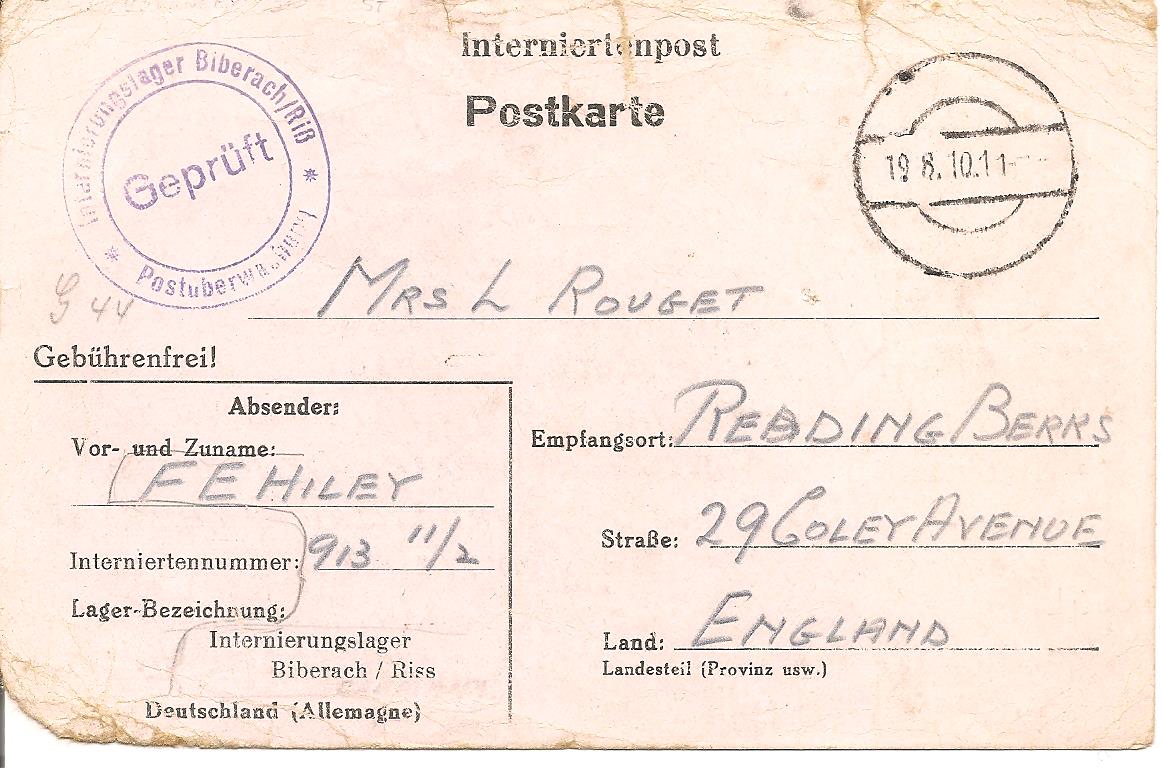 Interniertenpost
Postkarte
Internierungslager Biberach/Riß
Geprüft
Postüberwachung
19 8.10.11-
Mrs L Rouget
G 44
Gebührenfrei!
Absender:
Vor- und Zuname:
F E Hiley
Interniertennummer: 913 11/2
Lager-Bezeichnung:
Internierungslager
Biberach / Riss
Deutschland (Allemagne)
Empfangsort: Reading Berks
Straße: 29 Coley Avenue
Land: England
Landesteil (Provinz usw.)